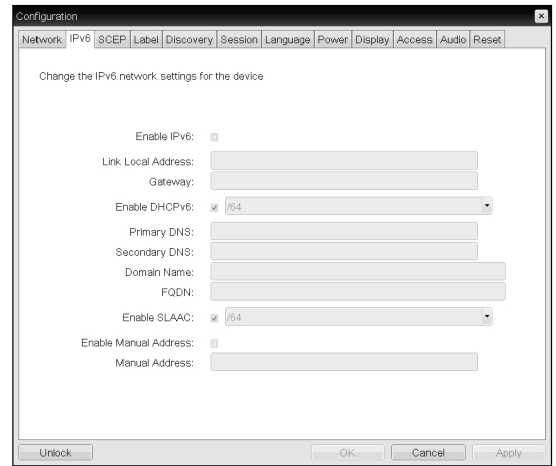 Configuration
Network IPv6 SCEP Label Discovery Session Language Power Display Access Audio Reset
Change the IPv6 network settings for the device
Enable IPv6:
Link Local Address:
Gateway:
Enable DHCPv6: /64
Primary DNS:
Secondary DNS:
Domain Name:
FQDN:
Enable SLAAC: /64
Enable Manual Address:
Manual Address:
Unlock OK Cancel Apply